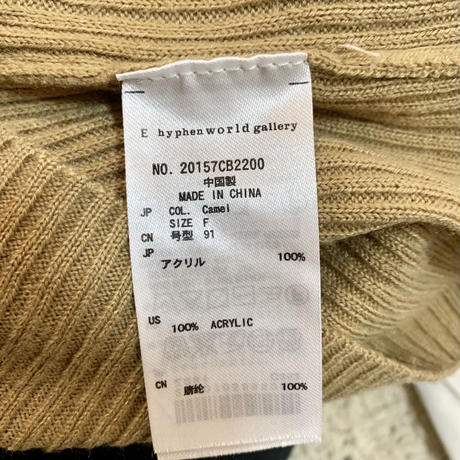 E hyphen world gallery
NO. 20157CB2200
中国製
MADE IN CHINA
JP COL. Camel
SIZE F
CN 号型 91
JP
アクリル 100%
US 100% ACRYLIC
CN 腈纶 100%